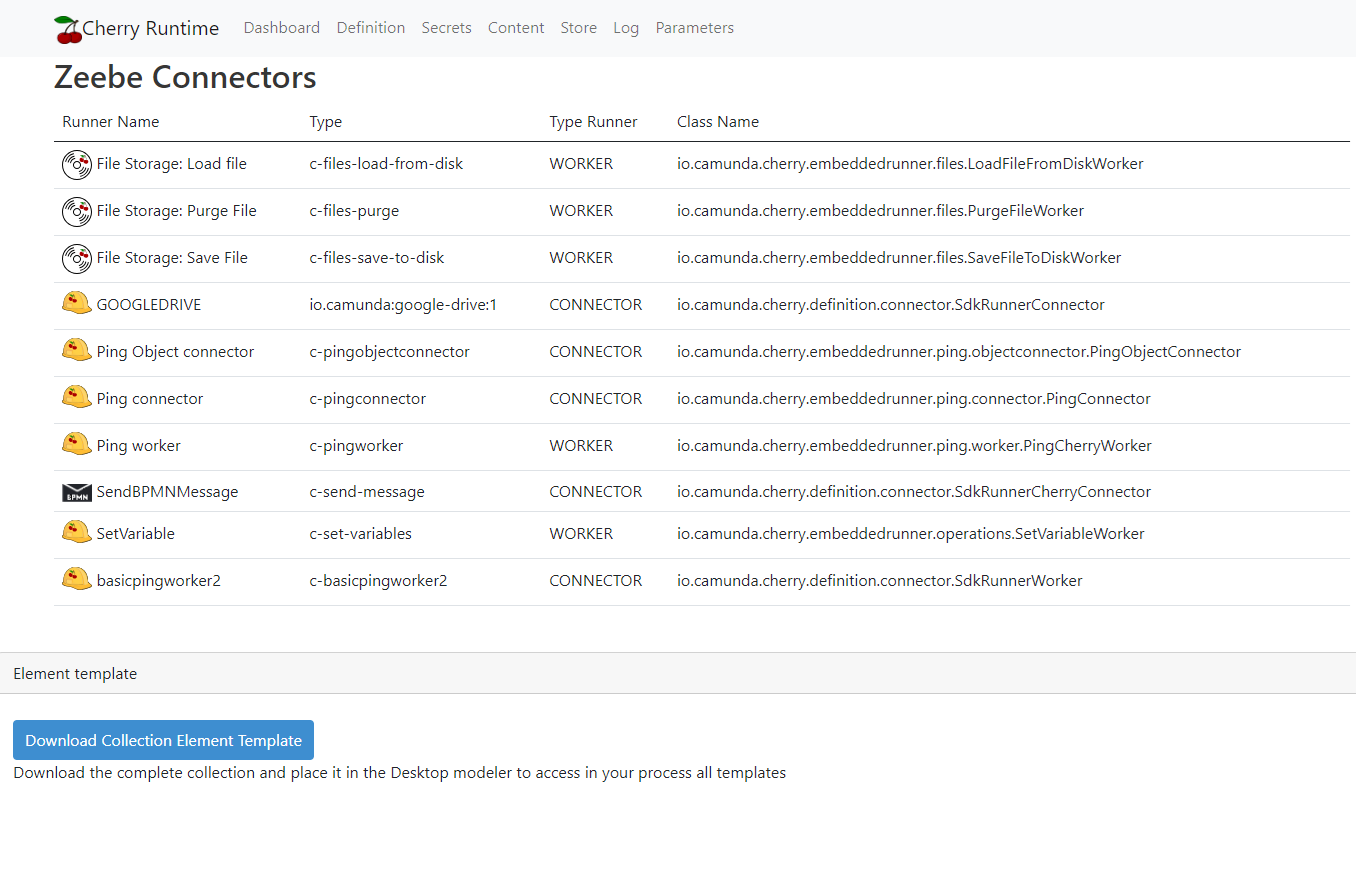 Cherry Runtime Dashboard Definition Secrets Content Store Log Parameters
Zeebe Connectors
Runner Name Type Type Runner Class Name
File Storage: Load file c-files-load-from-disk WORKER io.camunda.cherry.embeddedrunner.files.LoadFileFromDiskWorker
File Storage: Purge File c-files-purge WORKER io.camunda.cherry.embeddedrunner.files.PurgeFileWorker
File Storage: Save File c-files-save-to-disk WORKER io.camunda.cherry.embeddedrunner.files.SaveFileToDiskWorker
GOOGLEDRIVE io.camunda:google-drive:1 CONNECTOR io.camunda.cherry.definition.connector.SdkRunnerConnector
Ping Object connector c-pingobjectconnector CONNECTOR io.camunda.cherry.embeddedrunner.ping.objectconnector.PingObjectConnector
Ping connector c-pingconnector CONNECTOR io.camunda.cherry.embeddedrunner.ping.connector.PingConnector
Ping worker c-pingworker WORKER io.camunda.cherry.embeddedrunner.ping.worker.PingCherryWorker
BPMN SendBPMNMessage c-send-message CONNECTOR io.camunda.cherry.definition.connector.SdkRunnerCherryConnector
SetVariable c-set-variables WORKER io.camunda.cherry.embeddedrunner.operations.SetVariableWorker
basicpingworker2 c-basicpingworker2 CONNECTOR io.camunda.cherry.definition.connector.SdkRunnerWorker
Element template
Download Collection Element Template
Download the complete collection and place it in the Desktop modeler to access in your process all templates